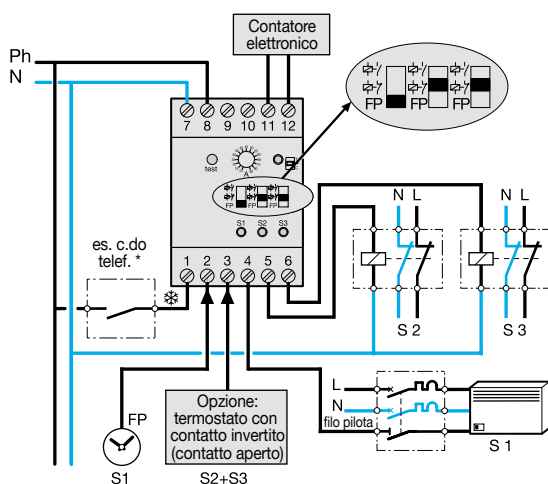 Contatore
elettronico
Ph
N
7 8 9 10 11 12
test
A
FP
S1 S2 S3
FP FP
N L
N L
S 2
S 3
es. c.do
telef. *
1 2 3 4 5 6
FP
S1
Opzione:
termostato con
contatto invertito
(contatto aperto)
S2+S3
L
N
filo pilota
S 1